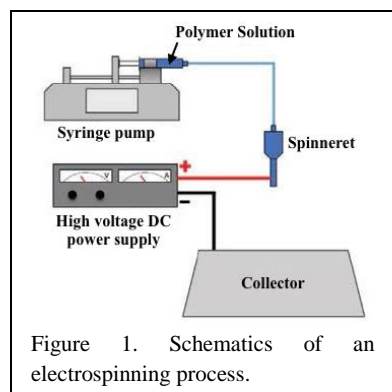 Polymer Solution
Syringe pump
Spinneret
+
V
A
−
High voltage DC
power supply
Collector
Figure 1. Schematics of an
electrospinning process.